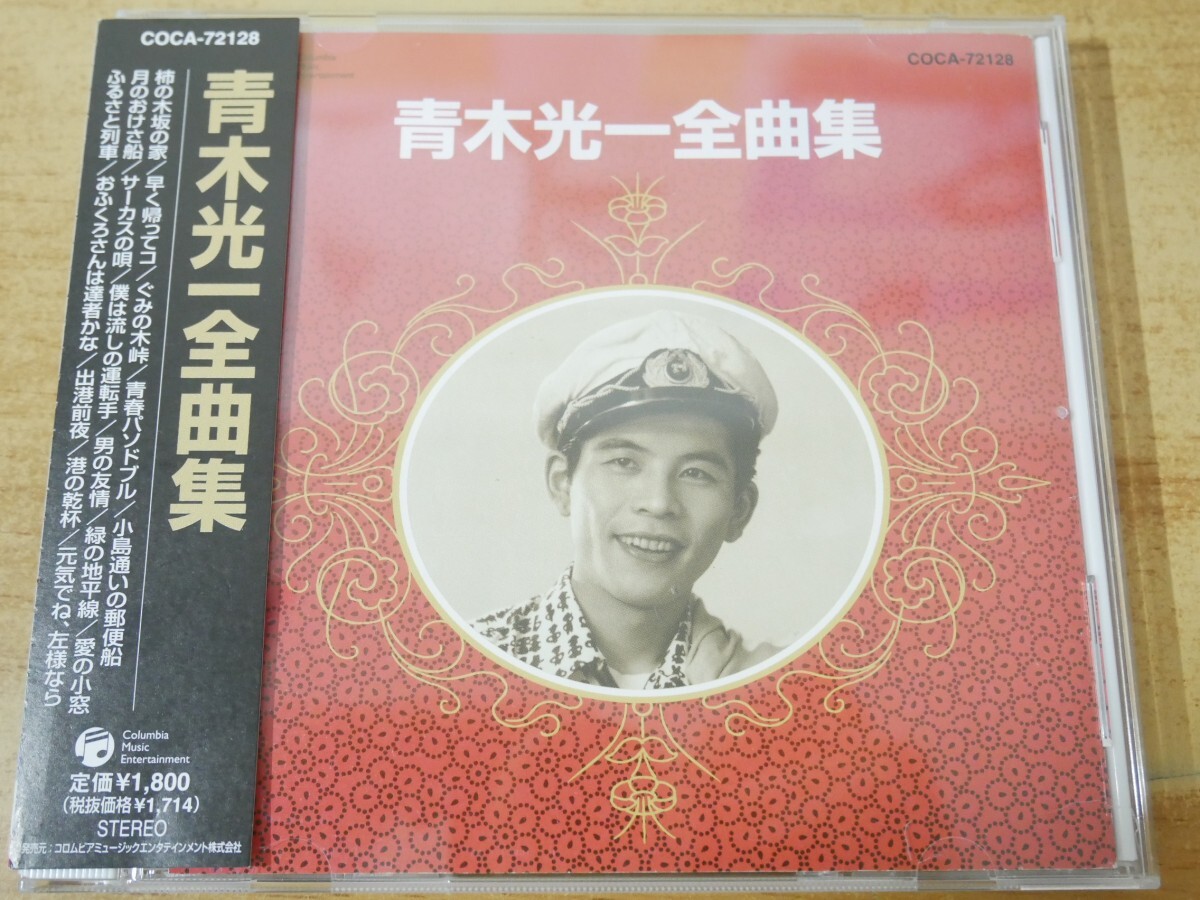 COCA-72128
青木光一全曲集
柿の木坂の家／早く帰ってコ／ぐみの木峠／青春パソドブル／小島通いの郵便船
月のおけさ船／サーカスの唄／僕は流しの運転手／男の友情／緑の地平線／愛の小窓
ふるさと列車／おふくろさんは達者かな／出港前夜／港の乾杯／元気でね、左様なら
Columbia
Music
Entertainment
定価¥1,800
(税抜価格¥1,714)
STEREO
発売元：コロムビアミュージックエンタテインメント株式会社
COCA-72128
青木光一全曲集
Entertainment